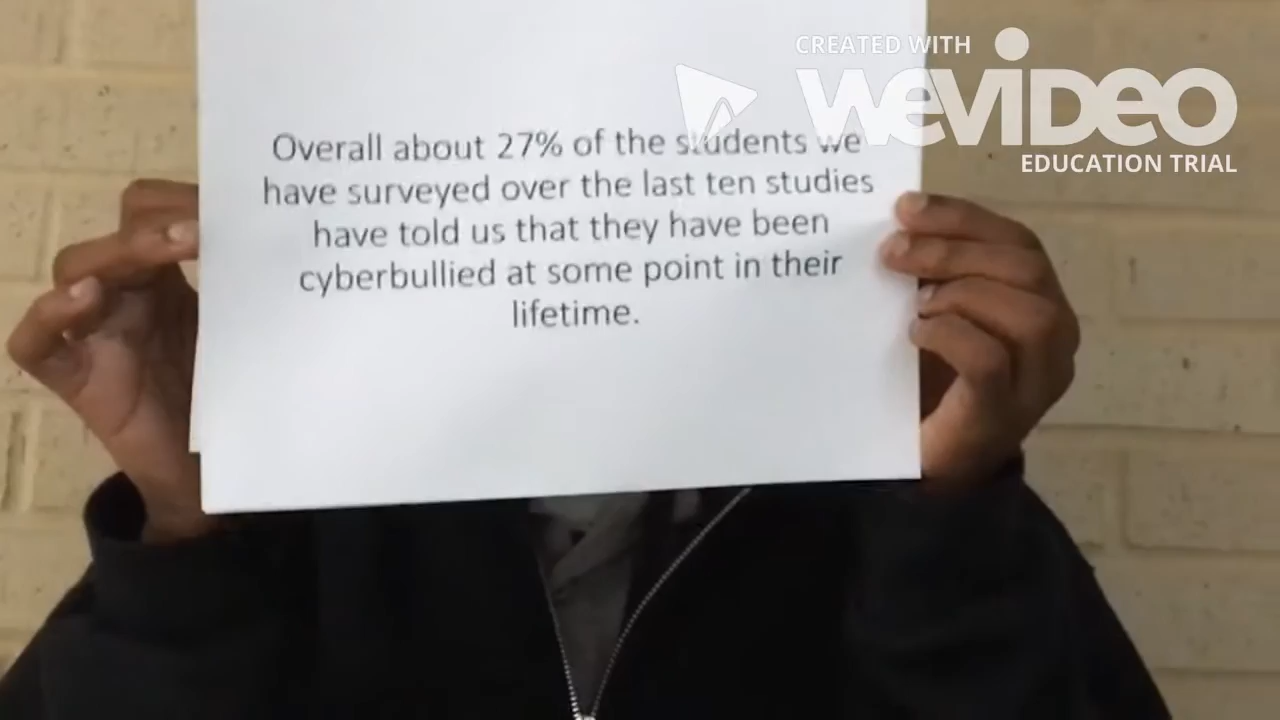 CREATED WITH
WEVIDEO
EDUCATION TRIAL
Overall about 27% of the students we
have surveyed over the last ten studies
have told us that they have been
cyberbullied at some point in their
lifetime.